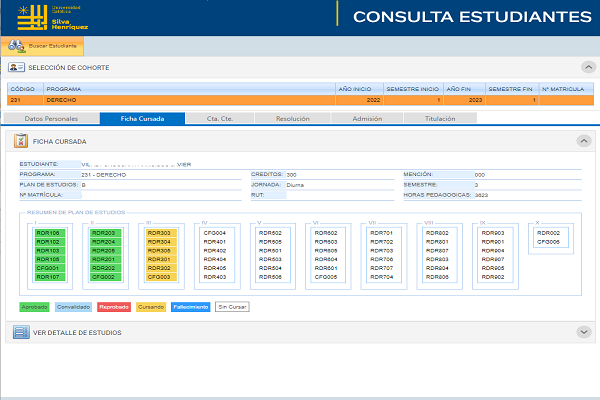 Universidad
Católica
Silva
Henríquez
CONSULTA ESTUDIANTES
Buscar Estudiante
SELECCIÓN DE COHORTE
CÓDIGO PROGRAMA AÑO INICIO SEMESTRE INICIO AÑO FIN SEMESTRE FIN Nº MATRICULA
231 DERECHO 2022 1 2023 1
Datos Personales Ficha Cursada Cta. Cte. Resolución Admisión Titulación
FICHA CURSADA
ESTUDIANTE: VIER
PROGRAMA: 231 - DERECHO CREDITOS: 300 MENCIÓN: 000
PLAN DE ESTUDIOS: B JORNADA: Diurna SEMESTRE: 3
Nº MATRÍCULA: RUT: HORAS PEDAGOGICAS: 3623
RESUMEN DE PLAN DE ESTUDIOS
I II III IV V VI VII VIII IX X
RDR106 RDR203 RDR303 CFG004 RDR502 RDR602 RDR701 RDR802 RDR901 RDR002
RDR102 RDR204 RDR304 RDR401 RDR505 RDR603 RDR702 RDR801 RDR903 CFG006
RDR103 RDR205 RDR305 RDR402 RDR501 RDR605 RDR703 RDR803 RDR904
RDR105 RDR201 RDR301 RDR404 RDR503 RDR604 RDR706 RDR804 RDR905
CFG001 RDR202 RDR302 RDR405 RDR504 RDR601 RDR707 RDR807 RDR906
RDR107 CFG002 CFG003 RDR403 RDR506 CFG005 RDR704 RDR806 RDR902
Aprobado Convalidado Reprobado Cursando Fallecimiento Sin Cursar
VER DETALLE DE ESTUDIOS